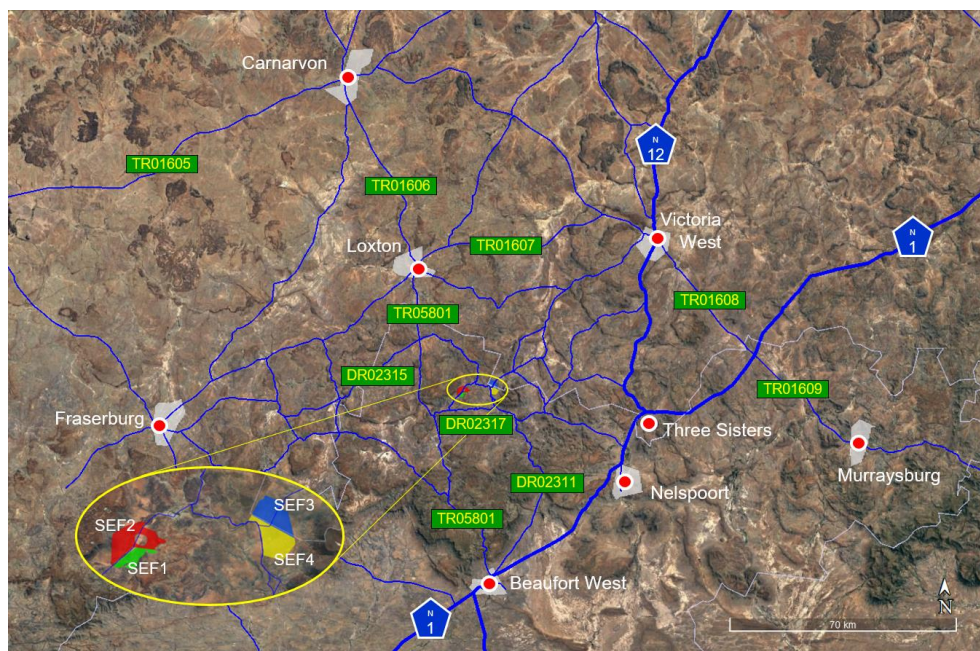 Carnarvon
TR01605
N
12
TR01606
Victoria
West
N
1
Loxton
TR01607
TR01608
TR05801
DR02315
TR01609
Fraserburg
DR02317
Three Sisters
Murraysburg
DR02311
Nelspoort
SEF3
SEF2
TR05801
SEF4
SEF1
Beaufort West
N
1
N
70 km